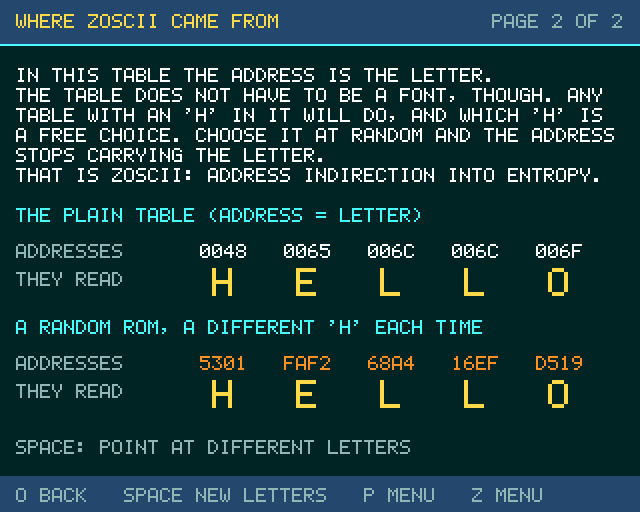 WHERE ZOSCII CAME FROM PAGE 2 OF 2
IN THIS TABLE THE ADDRESS IS THE LETTER.
THE TABLE DOES NOT HAVE TO BE A FONT, THOUGH. ANY
TABLE WITH AN 'H' IN IT WILL DO, AND WHICH 'H' IS
A FREE CHOICE. CHOOSE IT AT RANDOM AND THE ADDRESS
STOPS CARRYING THE LETTER.
THAT IS ZOSCII: ADDRESS INDIRECTION INTO ENTROPY.
THE PLAIN TABLE (ADDRESS = LETTER)
ADDRESSES 0048 0065 006C 006C 006F
THEY READ H E L L O
A RANDOM ROM, A DIFFERENT 'H' EACH TIME
ADDRESSES 5301 FAF2 68A4 16EF D519
THEY READ H E L L O
SPACE: POINT AT DIFFERENT LETTERS
O BACK SPACE NEW LETTERS P MENU Z MENU